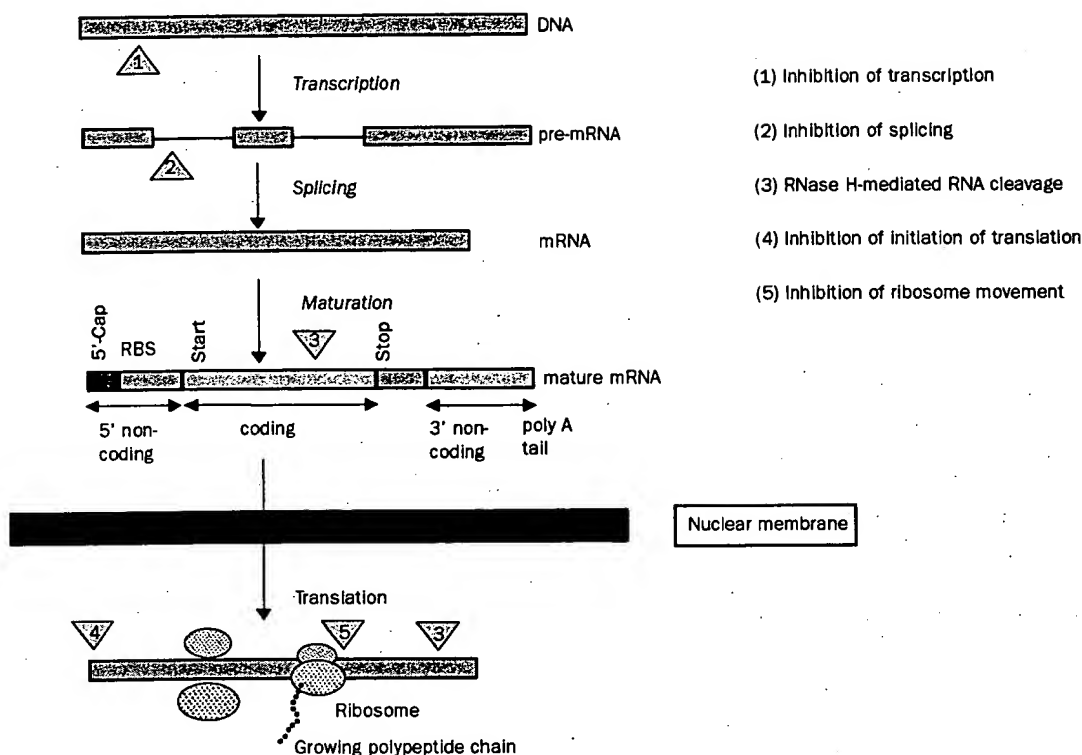 DNA
1
Transcription
(1) Inhibition of transcription
pre-mRNA
(2) Inhibition of splicing
2
Splicing
(3) RNase H-mediated RNA cleavage
mRNA
(4) Inhibition of initiation of translation
Maturation
(5) Inhibition of ribosome movement
5'-Cap
RBS
Start
3
Stop
mature mRNA
5' non-
coding
coding
3' non-
coding
poly A
tail
Nuclear membrane
Translation
4
5
3
Ribosome
Growing polypeptide chain